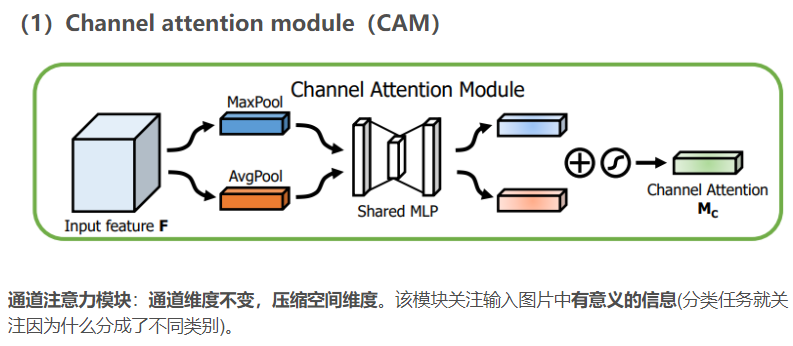 （1）Channel attention module（CAM）
Channel Attention Module
MaxPool
AvgPool
Input feature F
Shared MLP
Channel Attention
Mc
通道注意力模块：通道维度不变，压缩空间维度。该模块关注输入图片中有意义的信息(分类任务就关
注因为什么分成了不同类别)。